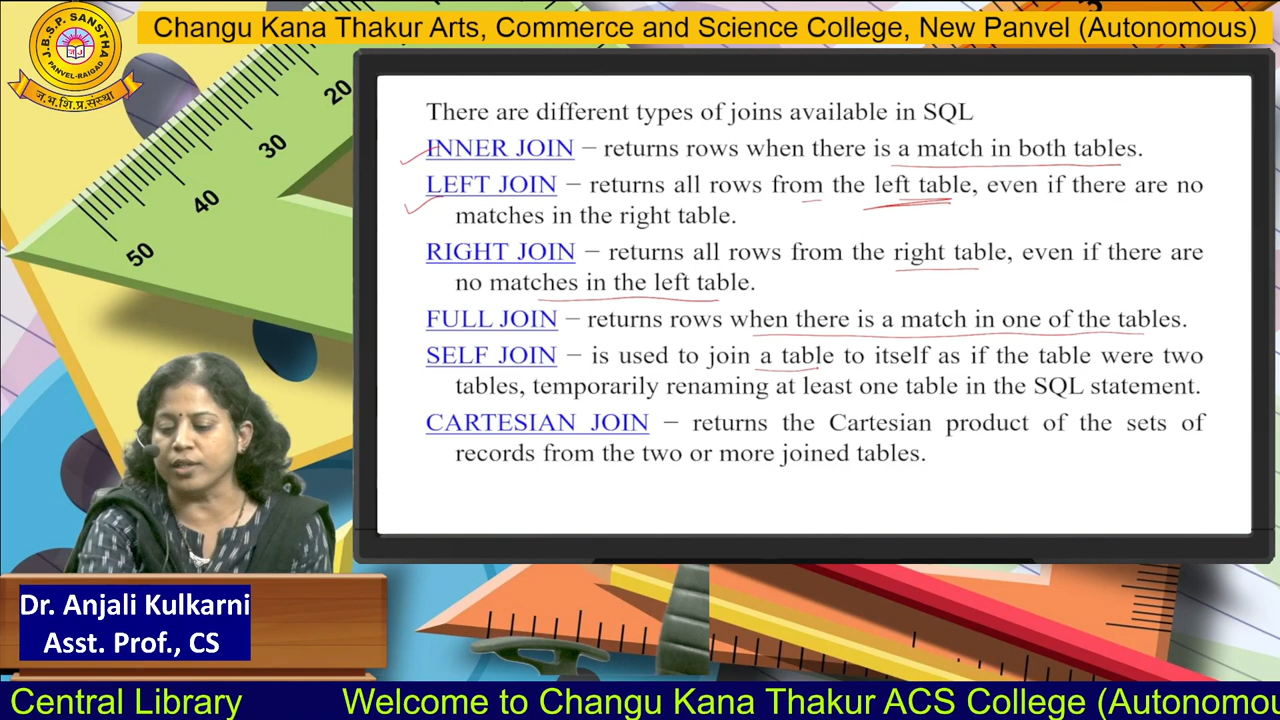 Changu Kana Thakur Arts, Commerce and Science College, New Panvel (Autonomous)
J.B.S.P. SANSTHA
PANVEL-RAIGAD
ज.भ.शि.प्र.संस्था
20
30
40
50
There are different types of joins available in SQL
INNER JOIN − returns rows when there is a match in both tables.
LEFT JOIN − returns all rows from the left table, even if there are no
matches in the right table.
RIGHT JOIN − returns all rows from the right table, even if there are
no matches in the left table.
FULL JOIN − returns rows when there is a match in one of the tables.
SELF JOIN − is used to join a table to itself as if the table were two
tables, temporarily renaming at least one table in the SQL statement.
CARTESIAN JOIN − returns the Cartesian product of the sets of
records from the two or more joined tables.
Dr. Anjali Kulkarni
Asst. Prof., CS
Central Library Welcome to Changu Kana Thakur ACS College (Autonomou